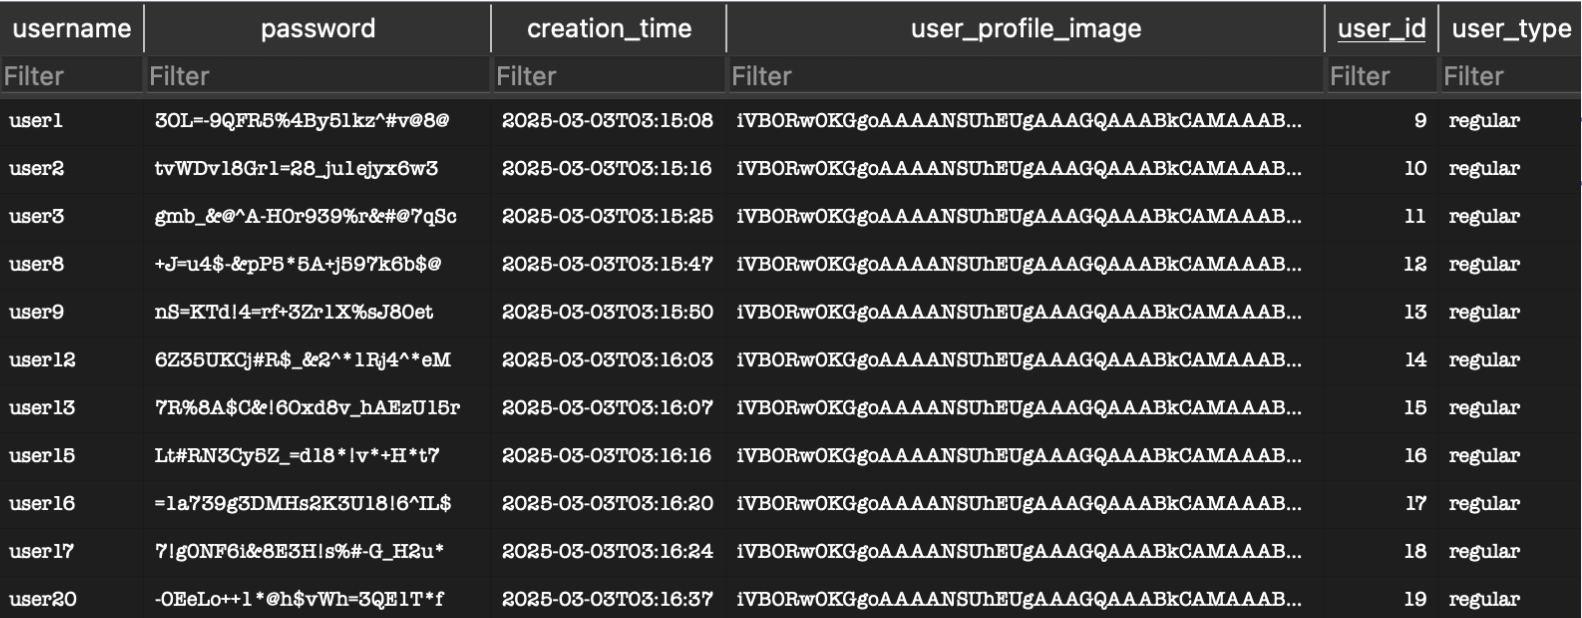 username password creation_time user_profile_image user_id user_type
Filter Filter Filter Filter Filter Filter
user1 3OL=-9QFR5%4By5lkz^#v@8@ 2025-03-03T03:15:08 iVBORw0KGgoAAAANSUhEUgAAAGQAAABkCAMAAAB... 9 regular
user2 tvWDv18Gr1=28_ju1ejyx6w3 2025-03-03T03:15:16 iVBORw0KGgoAAAANSUhEUgAAAGQAAABkCAMAAAB... 10 regular
user3 gmb_&@^A-H0r939%r&#@7qSc 2025-03-03T03:15:25 iVBORw0KGgoAAAANSUhEUgAAAGQAAABkCAMAAAB... 11 regular
user8 +J=u4$-&pP5*5A+j597k6b$@ 2025-03-03T03:15:47 iVBORw0KGgoAAAANSUhEUgAAAGQAAABkCAMAAAB... 12 regular
user9 nS=KTd!4=rf+3Zr1X%sJ8Oet 2025-03-03T03:15:50 iVBORw0KGgoAAAANSUhEUgAAAGQAAABkCAMAAAB... 13 regular
user12 6Z35UKCj#R$_&2^*1Rj4^*eM 2025-03-03T03:16:03 iVBORw0KGgoAAAANSUhEUgAAAGQAAABkCAMAAAB... 14 regular
user13 7R%8A$C&!6Oxd8v_hAEzU15r 2025-03-03T03:16:07 iVBORw0KGgoAAAANSUhEUgAAAGQAAABkCAMAAAB... 15 regular
user15 Lt#RN3Cy5Z_=d18*!v*+H*t7 2025-03-03T03:16:16 iVBORw0KGgoAAAANSUhEUgAAAGQAAABkCAMAAAB... 16 regular
user16 =1a739g3DMHs2K3U18!6^IL$ 2025-03-03T03:16:20 iVBORw0KGgoAAAANSUhEUgAAAGQAAABkCAMAAAB... 17 regular
user17 7!g0NF6i&8E3H!s%#-G_H2u* 2025-03-03T03:16:24 iVBORw0KGgoAAAANSUhEUgAAAGQAAABkCAMAAAB... 18 regular
user20 -0EeLo++1*@h$vWh=3QE1T*f 2025-03-03T03:16:37 iVBORw0KGgoAAAANSUhEUgAAAGQAAABkCAMAAAB... 19 regular